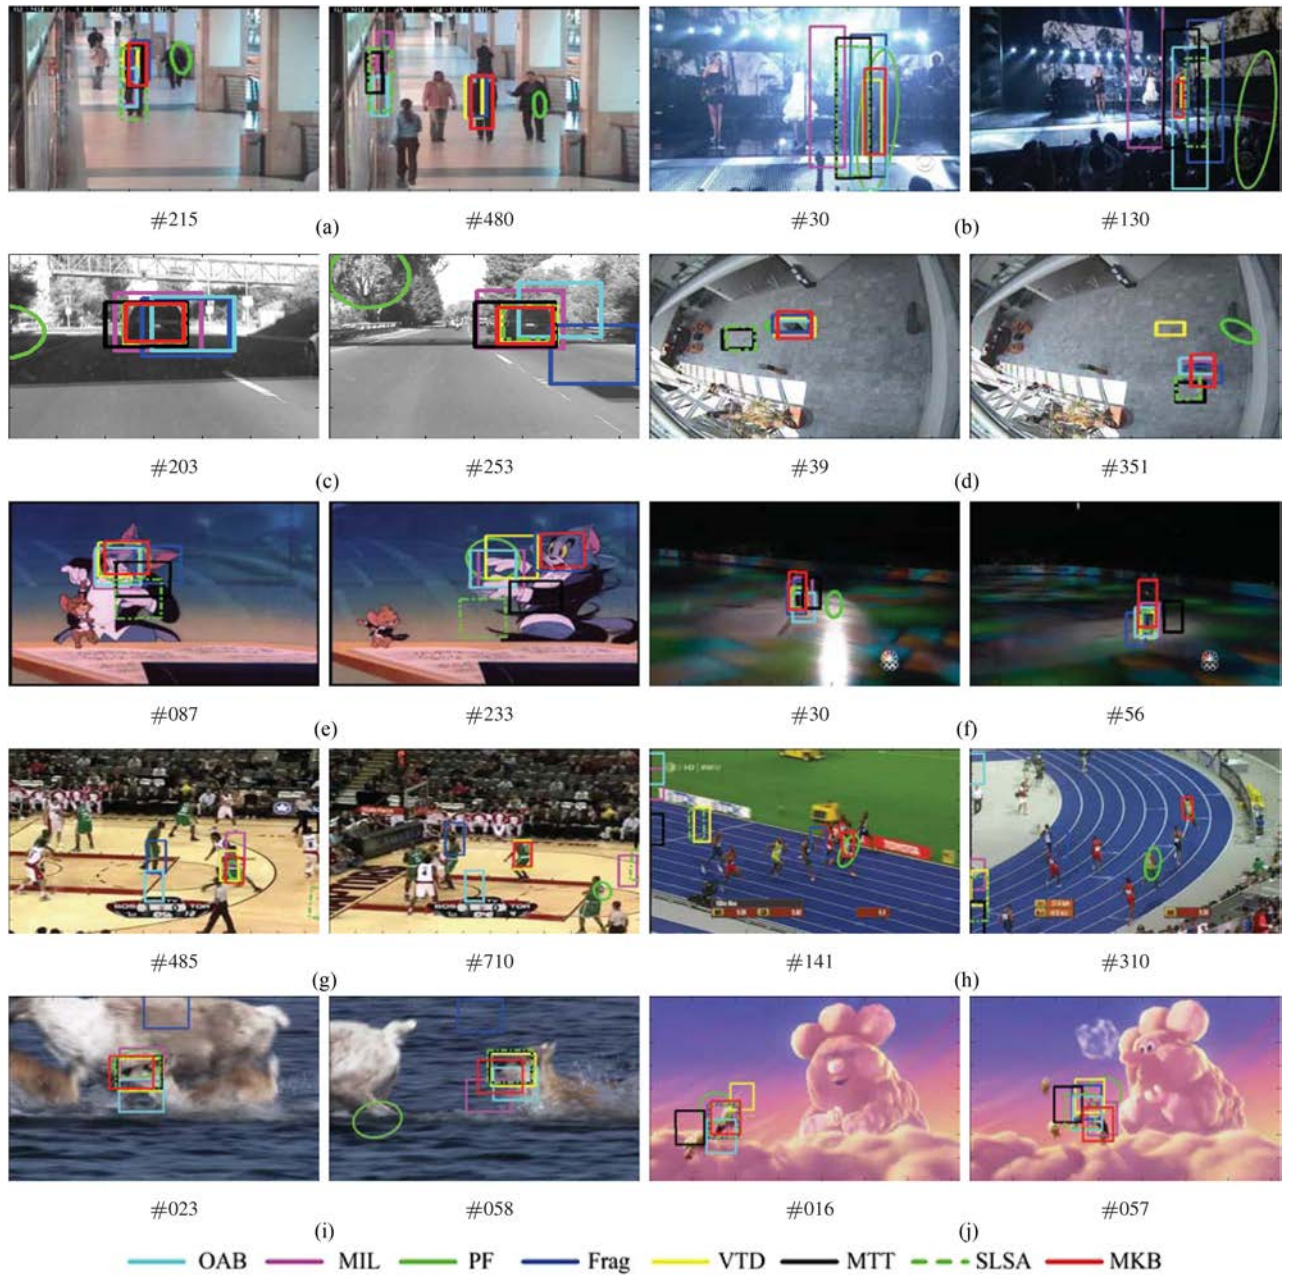 #215 #480 #30 #130
(a) (b)
#203 #253 #39 #351
(c) (d)
#087 #233 #30 #56
(e) (f)
#485 #710 #141 #310
(g) (h)
#023 #058 #016 #057
(i) (j)
OAB MIL PF Frag VTD MTT SLSA MKB